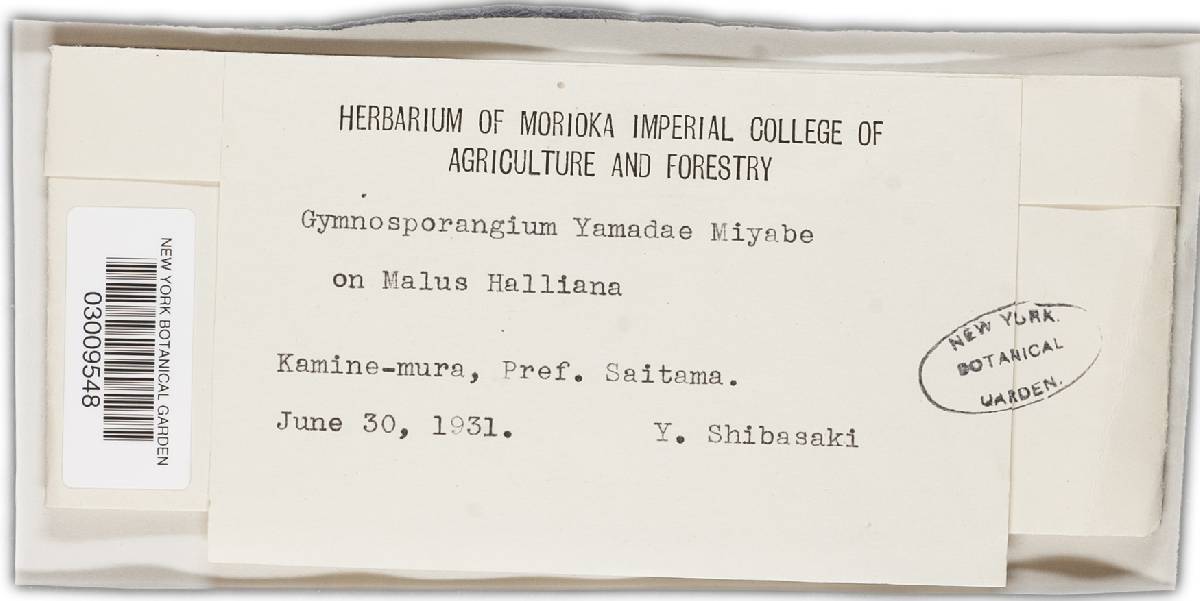 HERBARIUM OF MORIOKA IMPERIAL COLLEGE OF
AGRICULTURE AND FORESTRY
Gymnosporangium Yamadae Miyabe
on Malus Halliana
Kamine-mura, Pref. Saitama.
June 30, 1931. Y. Shibasaki
NEW YORK BOTANICAL GARDEN
03009548
NEW YORK.
BOTANICAL
GARDEN.